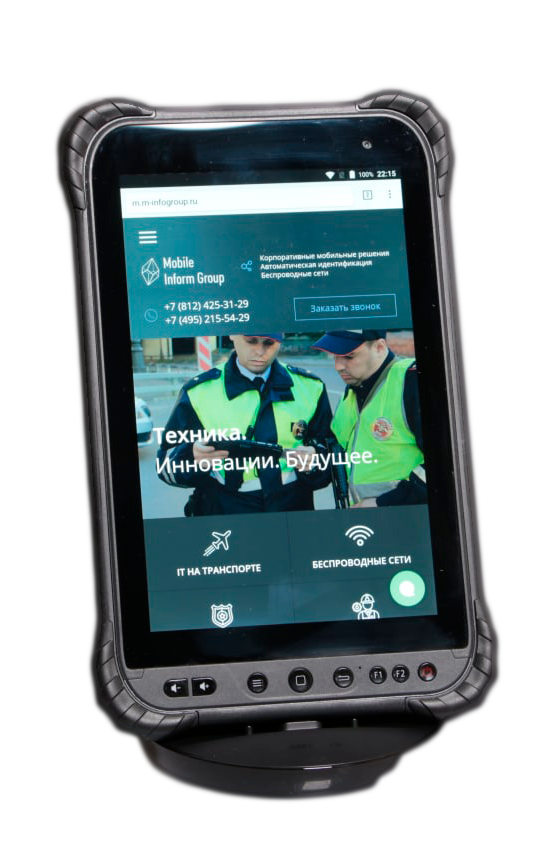 100% 22:15
m.m-infogroup.ru
Mobile
Inform Group
Корпоративные мобильные решения
Автоматическая идентификация
Беспроводные сети
+7 (812) 425-31-29
+7 (495) 215-54-29
Заказать звонок
Техника.
Инновации. Будущее.
IT НА ТРАНСПОРТЕ
БЕСПРОВОДНЫЕ СЕТИ
F1
F2